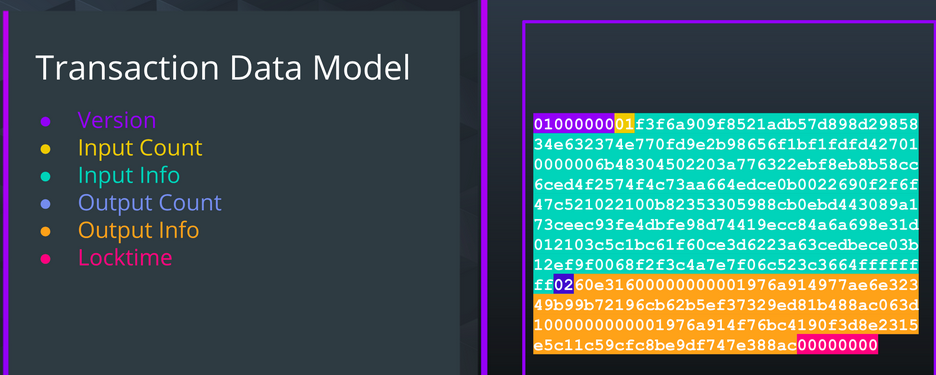 Transaction Data Model
Version
Input Count
Input Info
Output Count
Output Info
Locktime
0100000001f3f6a909f8521adb57d898d29858
34e632374e770fd9e2b98656f1bf1fdfd42701
0000006b48304502203a776322ebf8eb8b58cc
6ced4f2574f4c73aa664edce0b0022690f2f6f
47c521022100b82353305988cb0ebd443089a1
73ceec93fe4dbfe98d74419ecc84a6a698e31d
012103c5c1bc61f60ce3d6223a63cedbece03b
12ef9f0068f2f3c4a7e7f06c523c3664ffffff
ff0260e31600000000001976a914977ae6e323
49b99b72196cb62b5ef37329ed81b488ac063d
1000000000001976a914f76bc4190f3d8e2315
e5c11c59cfc8be9df747e388ac00000000